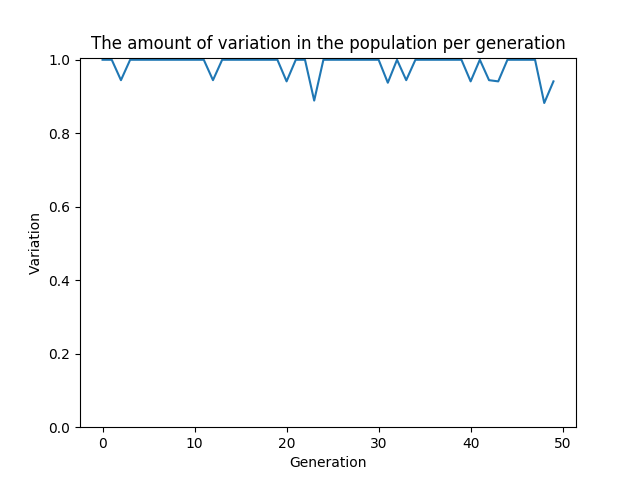 The amount of variation in the population per generation
1.0
0.8
0.6
0.4
0.2
0.0
Variation
0 10 20 30 40 50
Generation